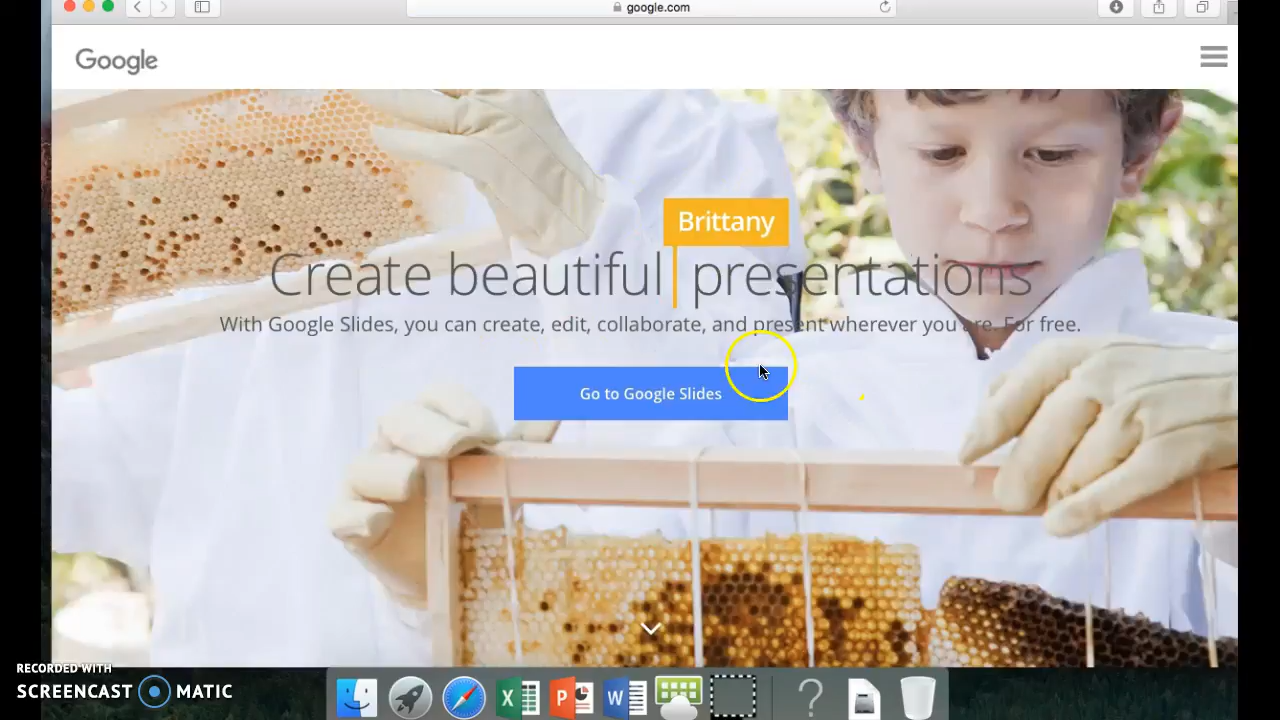 google.com
Google
Brittany
Create beautiful presentations
With Google Slides, you can create, edit, collaborate, and present wherever you are. For free.
Go to Google Slides
RECORDED WITH
SCREENCAST MATIC
X
P
W
?